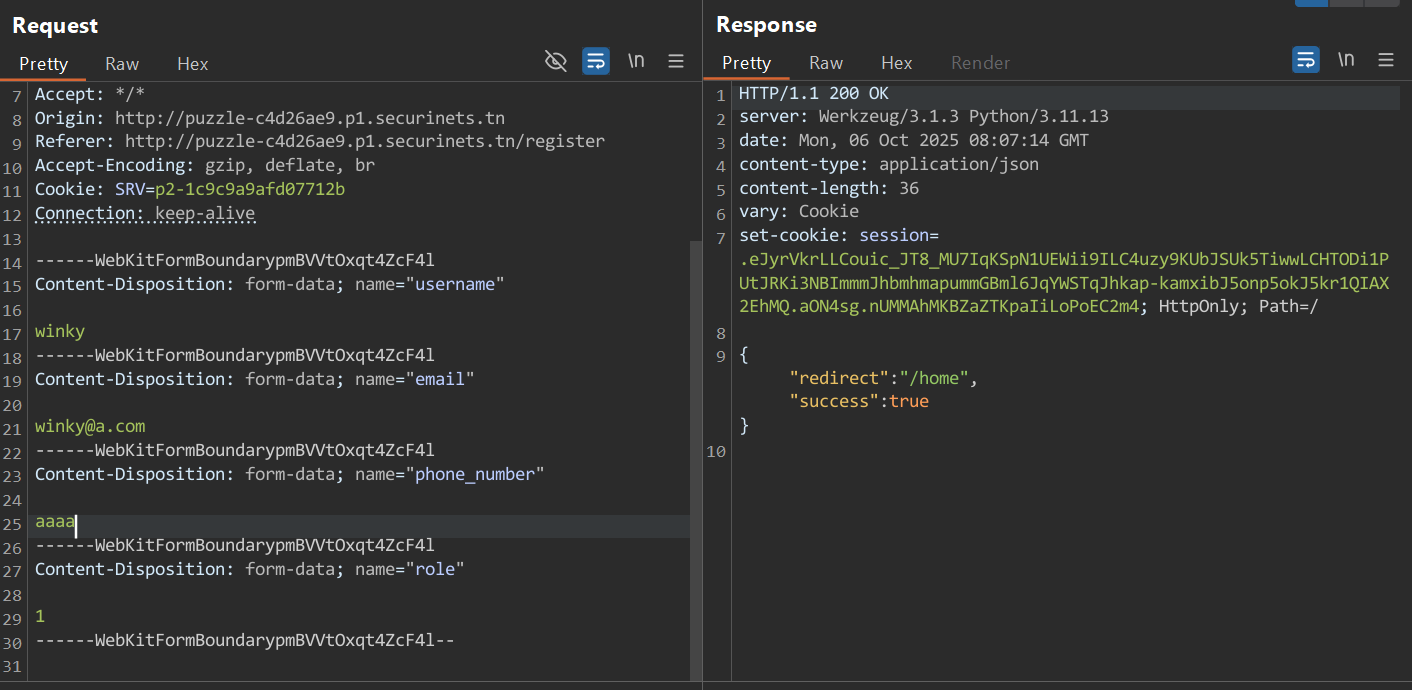 Request
Pretty Raw Hex \n
7 Accept: */*
8 Origin: http://puzzle-c4d26ae9.p1.securinets.tn
9 Referer: http://puzzle-c4d26ae9.p1.securinets.tn/register
10 Accept-Encoding: gzip, deflate, br
11 Cookie: SRV=p2-1c9c9a9afd07712b
12 Connection: keep-alive
13
14 ------WebKitFormBoundarypmBVVtOxqt4ZcF4l
15 Content-Disposition: form-data; name="username"
16
17 winky
18 ------WebKitFormBoundarypmBVVtOxqt4ZcF4l
19 Content-Disposition: form-data; name="email"
20
21 winky@a.com
22 ------WebKitFormBoundarypmBVVtOxqt4ZcF4l
23 Content-Disposition: form-data; name="phone_number"
24
25 aaaa
26 ------WebKitFormBoundarypmBVVtOxqt4ZcF4l
27 Content-Disposition: form-data; name="role"
28
29 1
30 ------WebKitFormBoundarypmBVVtOxqt4ZcF4l--
31
Response
Pretty Raw Hex Render \n
1 HTTP/1.1 200 OK
2 server: Werkzeug/3.1.3 Python/3.11.13
3 date: Mon, 06 Oct 2025 08:07:14 GMT
4 content-type: application/json
5 content-length: 36
6 vary: Cookie
7 set-cookie: session=
.eJyrVkrLLCouic_JT8_MU7IqKSpN1UEWii9ILC4uzy9KUbJSUk5TiwwLCHTODi1P
UtJRKi3NBImmmJhbmhmapummGBml6JqYWSTqJhkap-kamxibJ5onp5okJ5kr1QIAX
2EhMQ.aON4sg.nUMMAhMKBZaZTKpaIiLoPoEC2m4; HttpOnly; Path=/
8
9 {
"redirect":"/home",
"success":true
}
10